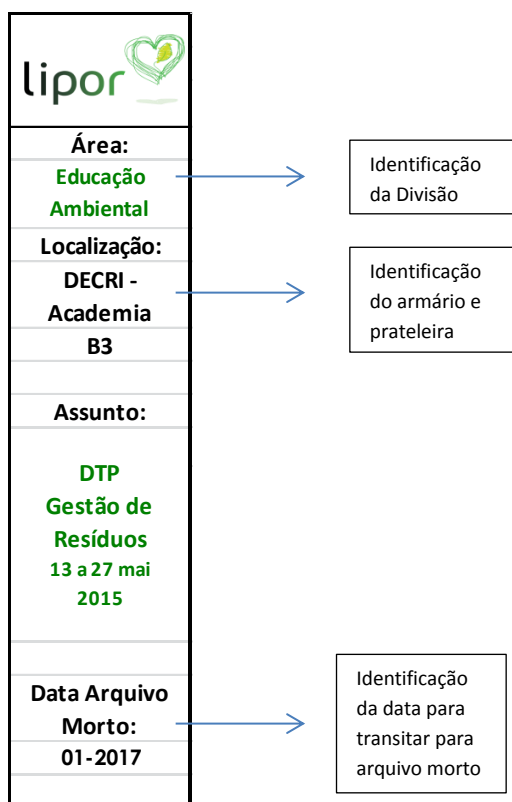 lipor
Área:
Educação
Ambiental
Identificação
da Divisão
Localização:
DECRI -
Academia
B3
Identificação
do armário e
prateleira
Assunto:
DTP
Gestão de
Resíduos
13 a 27 mai
2015
Data Arquivo
Morto:
01-2017
Identificação
da data para
transitar para
arquivo morto